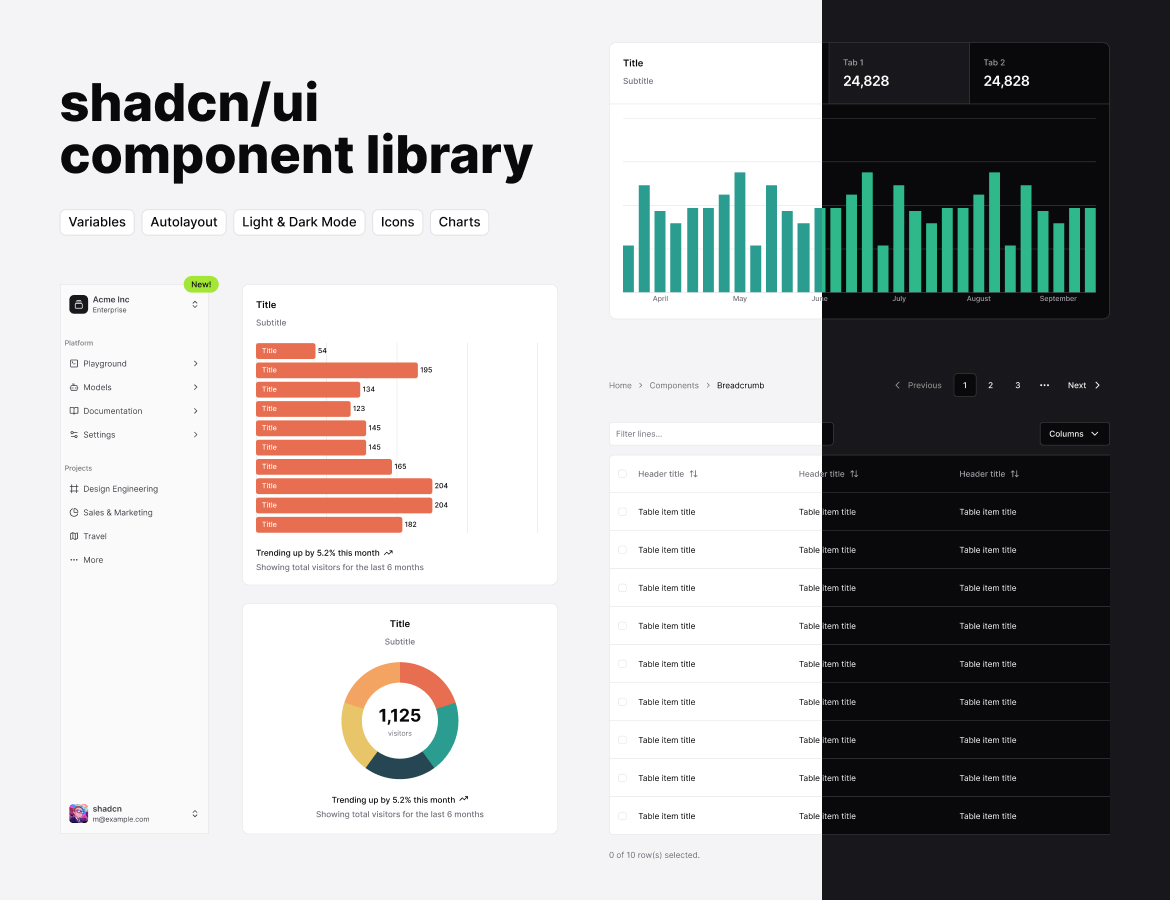 shadcn/ui
component library
Variables
Autolayout
Light & Dark Mode
Icons
Charts
New!
Acme Inc
Enterprise
Platform
Playground
Models
Documentation
Settings
Projects
Design Engineering
Sales & Marketing
Travel
More
shadcn
m@example.com
Title
Subtitle
Title 54
Title 195
Title 134
Title 123
Title 145
Title 145
Title 165
Title 204
Title 204
Title 182
Trending up by 5.2% this month
Showing total visitors for the last 6 months
Title
Subtitle
1,125
visitors
Trending up by 5.2% this month
Showing total visitors for the last 6 months
Title
Subtitle
Tab 1
24,828
Tab 2
24,828
April May June July August September
Home Components Breadcrumb
Previous 1 2 3 ••• Next
Filter lines...
Columns
Header title Header title Header title
Table item title Table item title Table item title
Table item title Table item title Table item title
Table item title Table item title Table item title
Table item title Table item title Table item title
Table item title Table item title Table item title
Table item title Table item title Table item title
Table item title Table item title Table item title
Table item title Table item title Table item title
Table item title Table item title Table item title
0 of 10 row(s) selected.